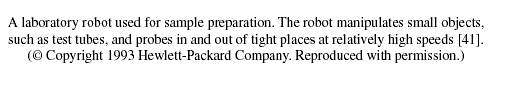 A laboratory robot used for sample preparation. The robot manipulates small objects,
such as test tubes, and probes in and out of tight places at relatively high speeds [41].
(© Copyright 1993 Hewlett-Packard Company. Reproduced with permission.)